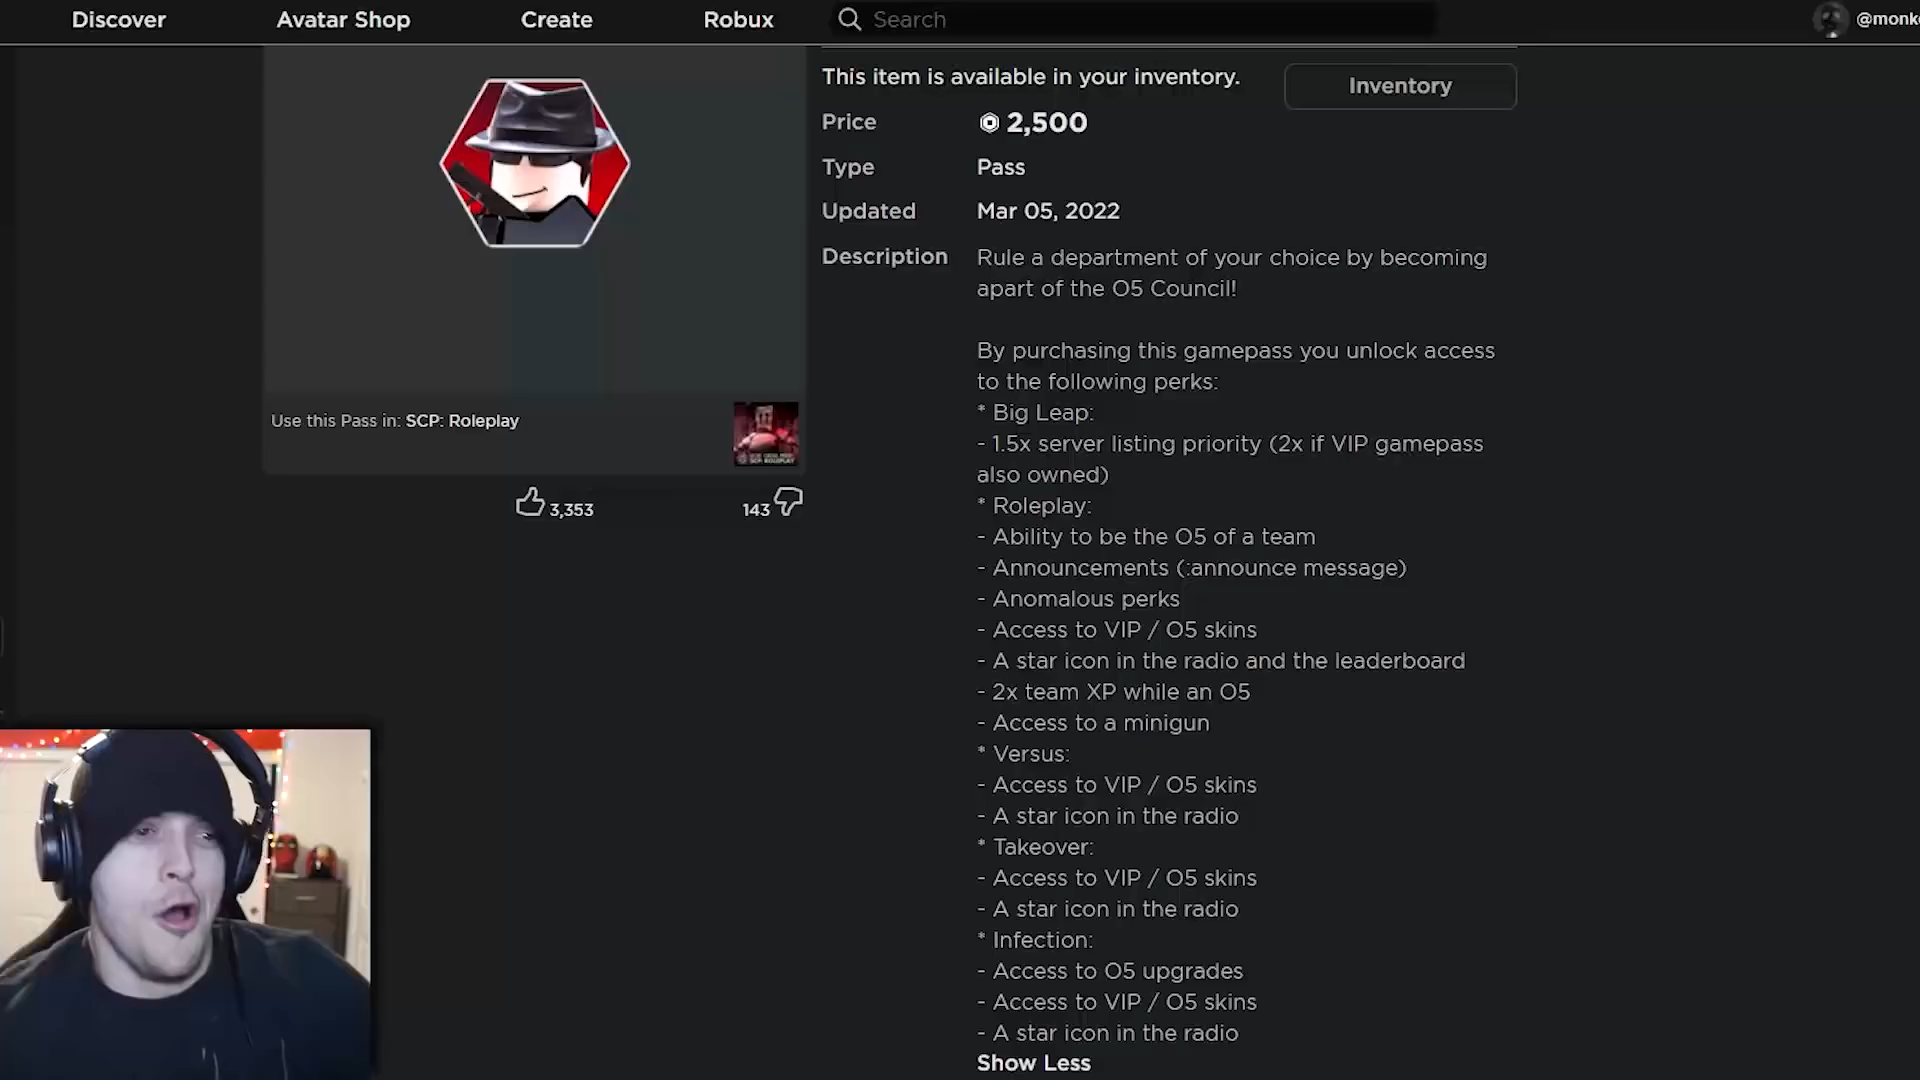 Discover
Avatar Shop
Create
Robux
Search
@monk
This item is available in your inventory.
Inventory
Price
2,500
Type
Pass
Updated
Mar 05, 2022
Description
Rule a department of your choice by becoming
apart of the O5 Council!
By purchasing this gamepass you unlock access
to the following perks:
* Big Leap:
- 1.5x server listing priority (2x if VIP gamepass
also owned)
* Roleplay:
- Ability to be the O5 of a team
- Announcements (:announce message)
- Anomalous perks
- Access to VIP / O5 skins
- A star icon in the radio and the leaderboard
- 2x team XP while an O5
- Access to a minigun
* Versus:
- Access to VIP / O5 skins
- A star icon in the radio
* Takeover:
- Access to VIP / O5 skins
- A star icon in the radio
* Infection:
- Access to O5 upgrades
- Access to VIP / O5 skins
- A star icon in the radio
Show Less
Use this Pass in: SCP: Roleplay
3,353
143